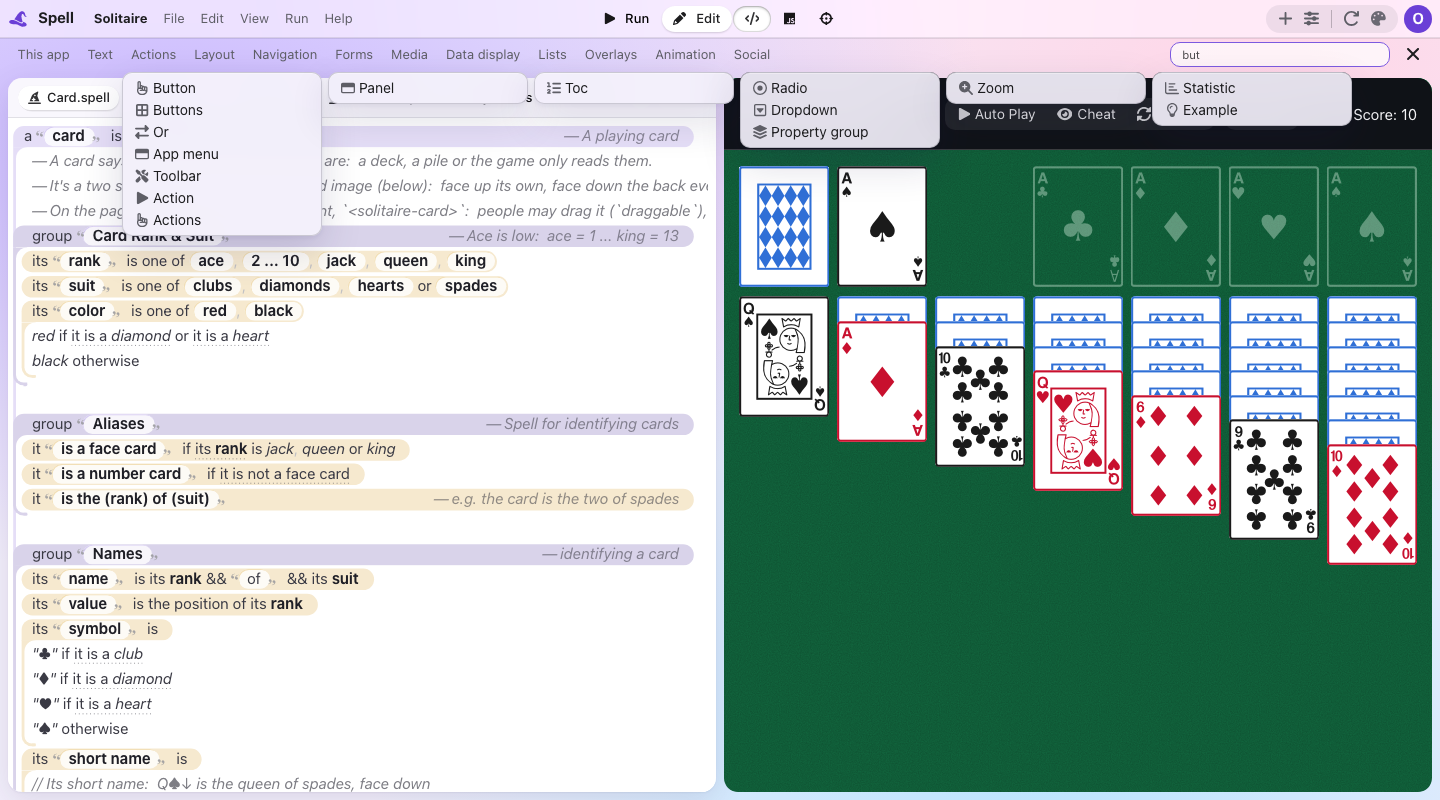 Spell Solitaire File Edit View Run Help Run Edit </> JS O
This app Text Actions Layout Navigation Forms Media Data display Lists Overlays Animation Social but
Button
Buttons
Or
App menu
Toolbar
Action
Actions
Panel
Toc
Radio
Dropdown
Property group
Zoom
Statistic
Example
Card.spell
Auto Play Cheat Score: 10
a “ card ” is — A playing card
— A card say are: a deck, a pile or the game only reads them.
— It's a two s d image (below): face up its own, face down the back eve
— On the pag nt, `<solitaire-card>`: people may drag it (`draggable`),
group “ Card Rank & Suit ” — Ace is low: ace = 1 ... king = 13
its “ rank ” is one of ace , 2 ... 10 , jack , queen , king
its “ suit ” is one of clubs , diamonds , hearts or spades
its “ color ” is one of red , black
red if it is a diamond or it is a heart
black otherwise
group “ Aliases ” — Spell for identifying cards
it “ is a face card ” if its rank is jack, queen or king
it “ is a number card ” if it is not a face card
it “ is the (rank) of (suit) ” — e.g. the card is the two of spades
group “ Names ” — identifying a card
its “ name ” is its rank && “ of ” && its suit
its “ value ” is the position of its rank
its “ symbol ” is
"♣" if it is a club
"♦" if it is a diamond
"♥" if it is a heart
"♠" otherwise
its “ short name ” is
// Its short name: Q♠↓ is the queen of spades, face down
A A A A A
A A A A A
Q A 10 Q 6 9 10
Q A 10 Q 6 9 10